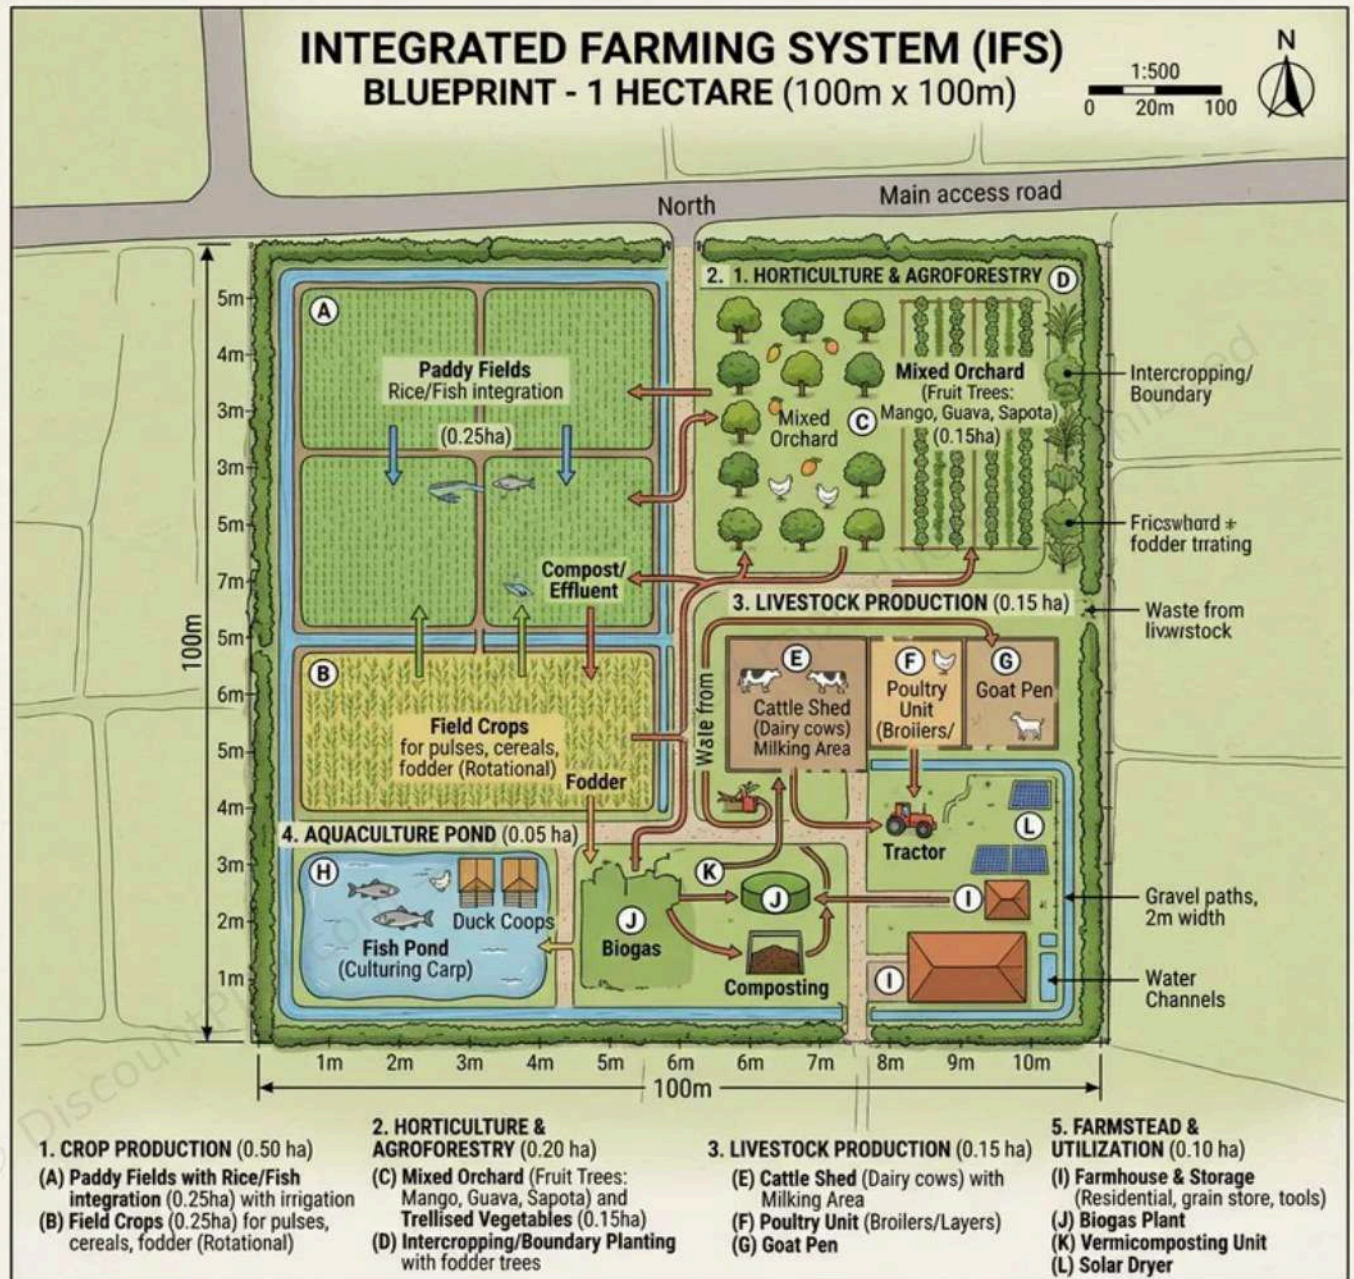 INTEGRATED FARMING SYSTEM (IFS)
BLUEPRINT - 1 HECTARE (100m x 100m)
1:500
0 20m 100
N
North
Main access road
2. 1. HORTICULTURE & AGROFORESTRY D
A
Paddy Fields
Rice/Fish integration
(0.25ha)
Mixed
Orchard
C
Mixed Orchard
(Fruit Trees:
Mango, Guava, Sapota)
(0.15ha)
Intercropping/
Boundary
Fricswhard +
fodder trrating
Compost/
Effluent
3. LIVESTOCK PRODUCTION (0.15 ha)
Waste from
livwrstock
B
Field Crops
for pulses, cereals,
fodder (Rotational)
Fodder
Wale from
E
Cattle Shed
(Dairy cows)
Milking Area
F
Poultry
Unit
(Broiiers/
G
Goat Pen
L
Tractor
4. AQUACULTURE POND (0.05 ha)
H
Duck Coops
Fish Pond
(Culturing Carp)
J
Biogas
K
J
Composting
I
I
Gravel paths,
2m width
Water
Channels
100m
5m
4m
3m
3m
5m
7m
5m
6m
5m
4m
3m
2m
1m
1m 2m 3m 4m 5m 6m 6m 7m 8m 9m 10m
100m
1. CROP PRODUCTION (0.50 ha)
(A) Paddy Fields with Rice/Fish
integration (0.25ha) with irrigation
(B) Field Crops (0.25ha) for pulses,
cereals, fodder (Rotational)
2. HORTICULTURE &
AGROFORESTRY (0.20 ha)
(C) Mixed Orchard (Fruit Trees:
Mango, Guava, Sapota) and
Trellised Vegetables (0.15ha)
(D) Intercropping/Boundary Planting
with fodder trees
3. LIVESTOCK PRODUCTION (0.15 ha)
(E) Cattle Shed (Dairy cows) with
Milking Area
(F) Poultry Unit (Broilers/Layers)
(G) Goat Pen
5. FARMSTEAD &
UTILIZATION (0.10 ha)
(I) Farmhouse & Storage
(Residential, grain store, tools)
(J) Biogas Plant
(K) Vermicomposting Unit
(L) Solar Dryer